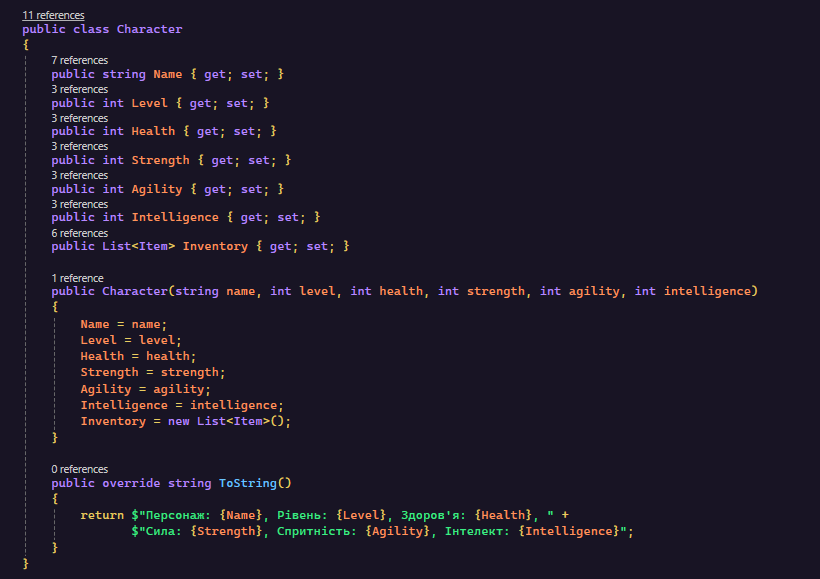 11 references
public class Character
{
7 references
public string Name { get; set; }
3 references
public int Level { get; set; }
3 references
public int Health { get; set; }
3 references
public int Strength { get; set; }
3 references
public int Agility { get; set; }
3 references
public int Intelligence { get; set; }
6 references
public List<Item> Inventory { get; set; }
1 reference
public Character(string name, int level, int health, int strength, int agility, int intelligence)
{
Name = name;
Level = level;
Health = health;
Strength = strength;
Agility = agility;
Intelligence = intelligence;
Inventory = new List<Item>();
}
0 references
public override string ToString()
{
return $"Персонаж: {Name}, Рівень: {Level}, Здоров'я: {Health}, " +
$"Сила: {Strength}, Спритність: {Agility}, Інтелект: {Intelligence}";
}
}